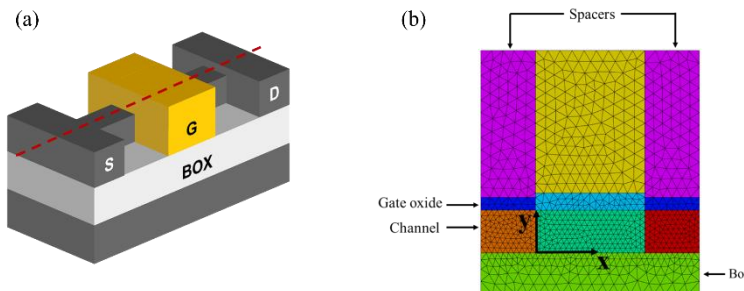 (a)
D
G
S
BOX
(b)
Spacers
Gate oxide
Channel
y
x
Bo